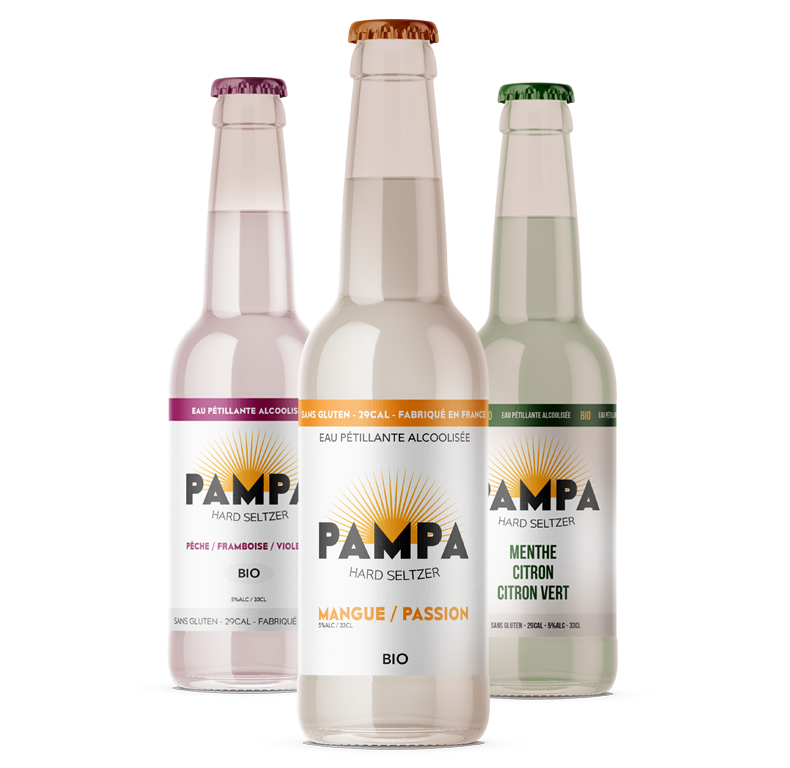 EAU PÉTILLANTE ALCOOLIS
PAMPA
HARD SELTZER
PÊCHE / FRAMBOISE / VIOLE
BIO
5%ALC / 33CL
SANS GLUTEN - 29CAL - FABRIQUÉ
SANS GLUTEN - 29CAL - FABRIQUÉ EN FRANCE
EAU PÉTILLANTE ALCOOLISÉE
PAMPA
HARD SELTZER
MANGUE / PASSION
5%ALC / 33CL
BIO
EAU PÉTILLANTE ALCOOLISÉE BIO
PAMPA
HARD SELTZER
MENTHE
CITRON
CITRON VERT
SANS GLUTEN - 29CAL - 5%ALC - 33CL